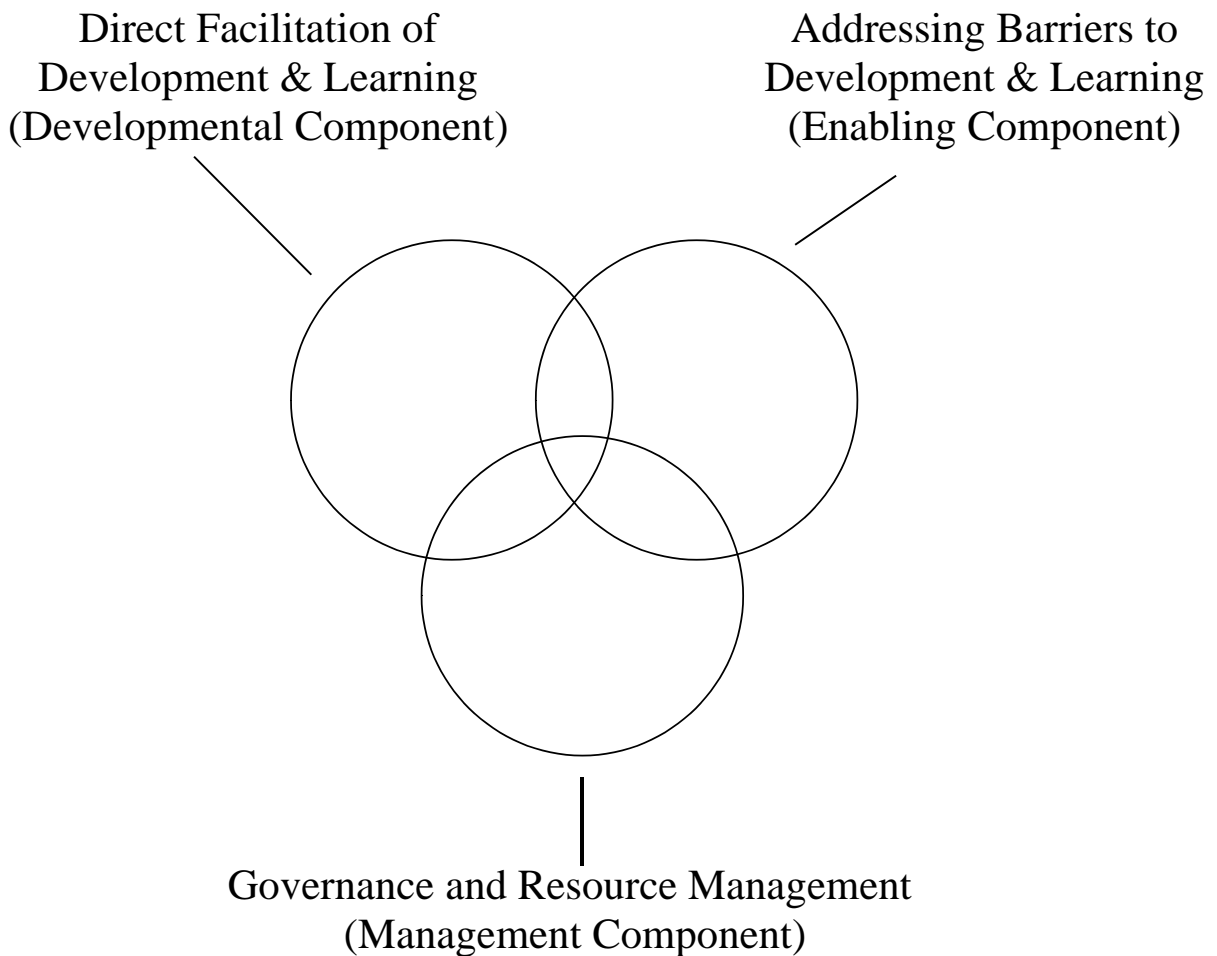 Direct Facilitation of
Development & Learning
(Developmental Component)
Addressing Barriers to
Development & Learning
(Enabling Component)
Governance and Resource Management
(Management Component)